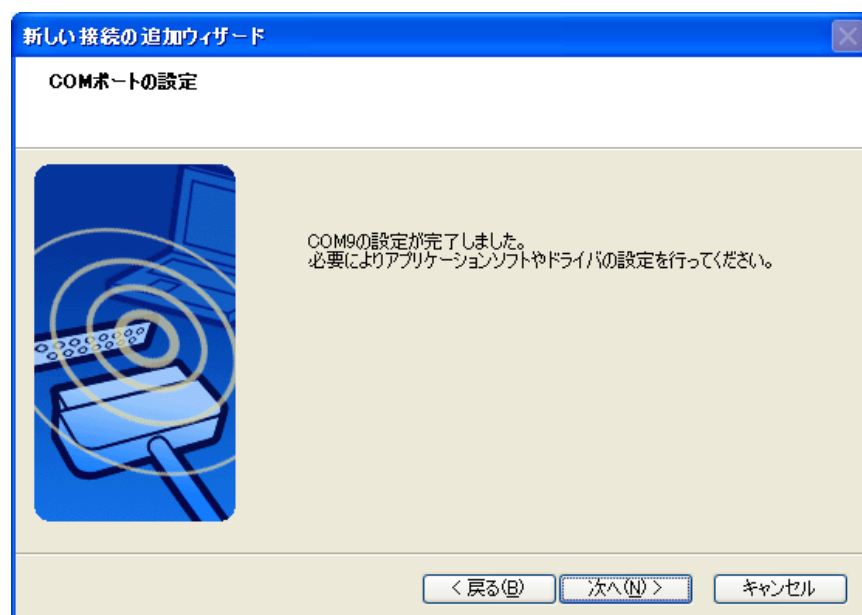 新しい接続の追加ウィザード
COMポートの設定
COM9の設定が完了しました。
必要によりアプリケーションソフトやドライバの設定を行ってください。
< 戻る(B)
次へ(N) >
キャンセル